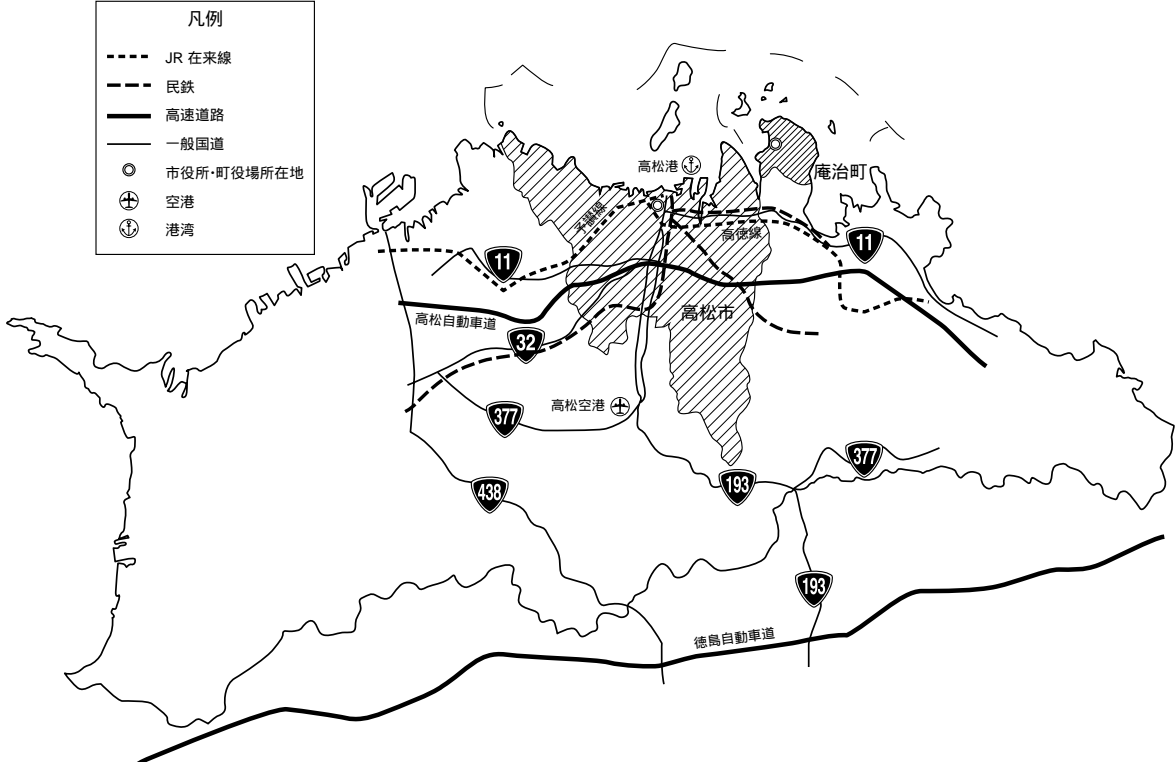 凡例
JR 在来線
民鉄
高速道路
一般国道
市役所・町役場所在地
空港
港湾
高松港
庵治町
予讃線
高徳線
11
11
高松市
高松自動車道
32
高松空港
377
377
438
193
193
徳島自動車道